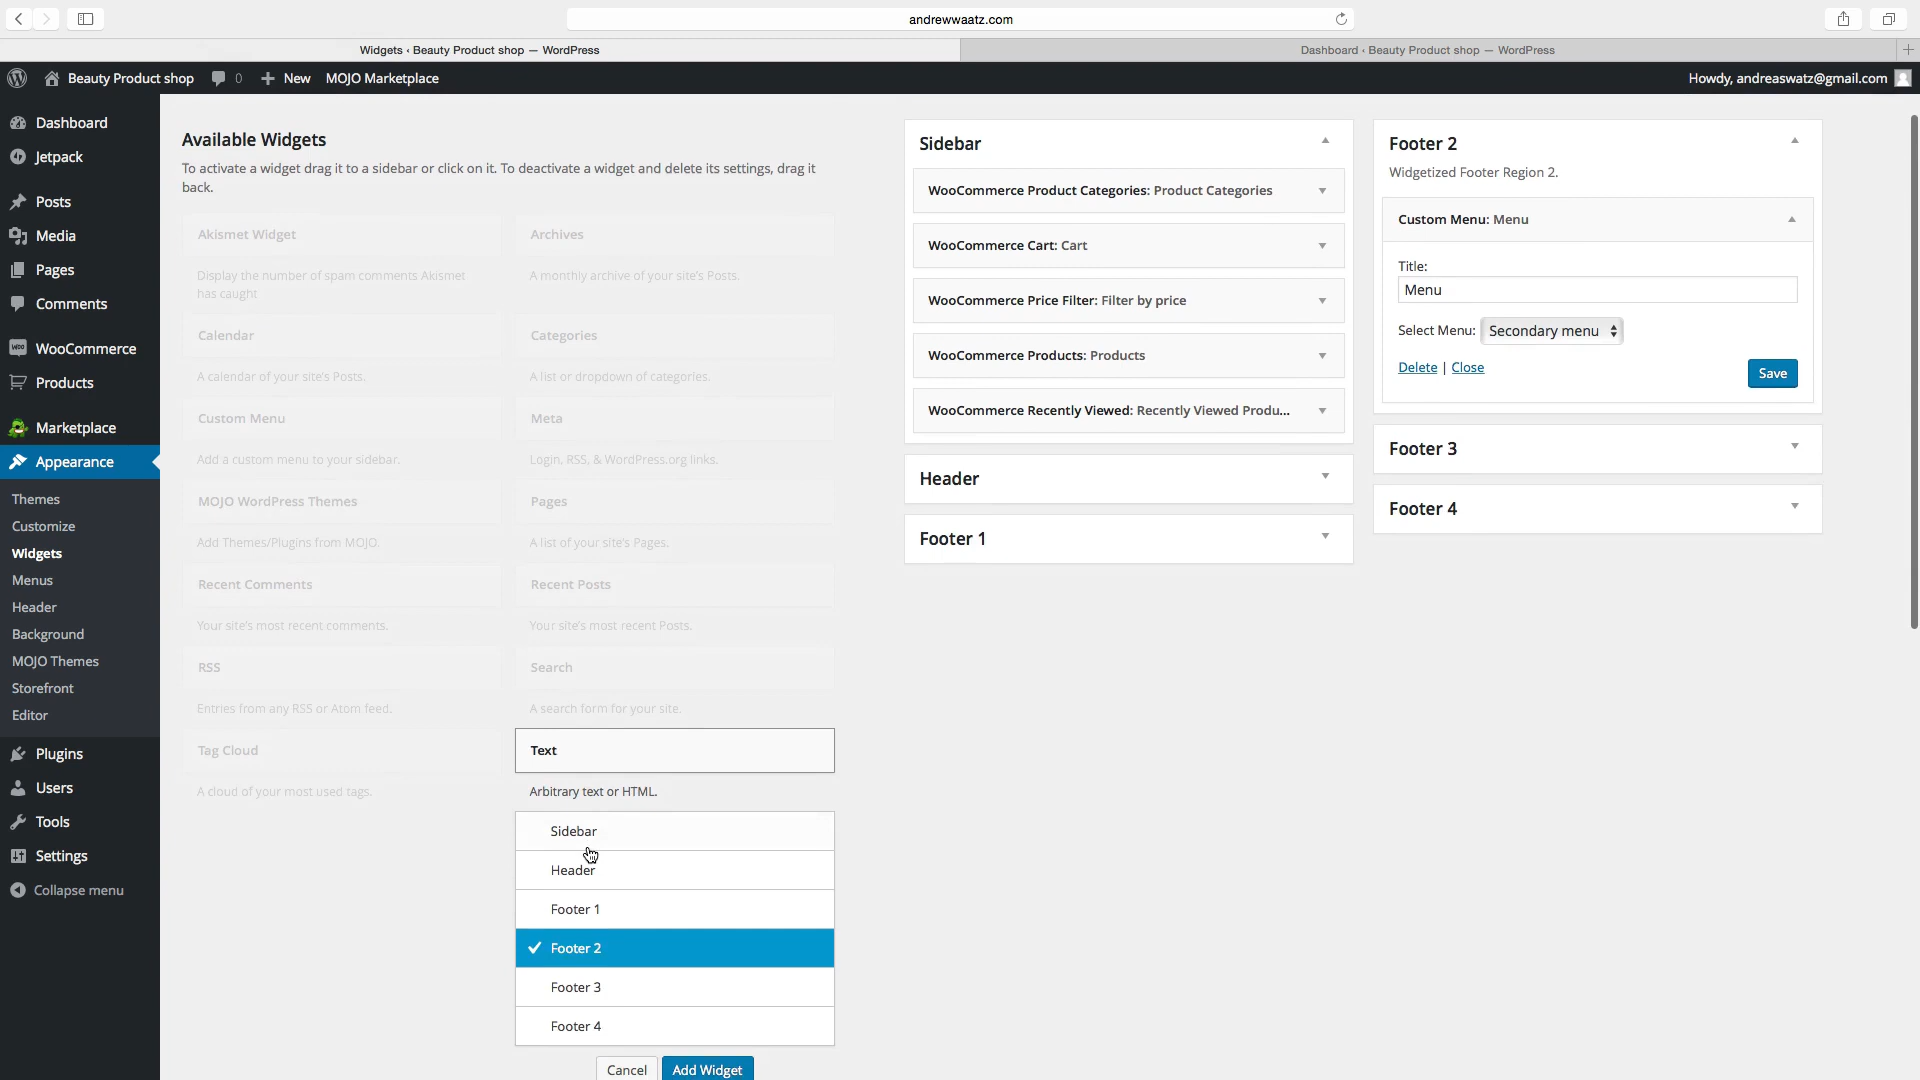 andrewwaatz.com
Widgets ‹ Beauty Product shop — WordPress
Dashboard ‹ Beauty Product shop — WordPress
Beauty Product shop
0
New
MOJO Marketplace
Howdy, andreaswatz@gmail.com
Dashboard
Jetpack
Posts
Media
Pages
Comments
WooCommerce
Products
Marketplace
Appearance
Themes
Customize
Widgets
Menus
Header
Background
MOJO Themes
Storefront
Editor
Plugins
Users
Tools
Settings
Collapse menu
Available Widgets
To activate a widget drag it to a sidebar or click on it. To deactivate a widget and delete its settings, drag it
back.
Akismet Widget
Display the number of spam comments Akismet
has caught
Archives
A monthly archive of your site's Posts.
Calendar
A calendar of your site's Posts.
Categories
A list or dropdown of categories.
Custom Menu
Add a custom menu to your sidebar.
Meta
Login, RSS, & WordPress.org links.
MOJO WordPress Themes
Add Themes/Plugins from MOJO.
Pages
A list of your site's Pages.
Recent Comments
Your site's most recent comments.
Recent Posts
Your site's most recent Posts.
RSS
Entries from any RSS or Atom feed.
Search
A search form for your site.
Tag Cloud
A cloud of your most used tags.
Text
Arbitrary text or HTML.
Sidebar
Header
Footer 1
Footer 2
Footer 3
Footer 4
Cancel
Add Widget
Sidebar
WooCommerce Product Categories: Product Categories
WooCommerce Cart: Cart
WooCommerce Price Filter: Filter by price
WooCommerce Products: Products
WooCommerce Recently Viewed: Recently Viewed Produ...
Header
Footer 1
Footer 2
Widgetized Footer Region 2.
Custom Menu: Menu
Title:
Menu
Select Menu: Secondary menu
Delete | Close
Save
Footer 3
Footer 4